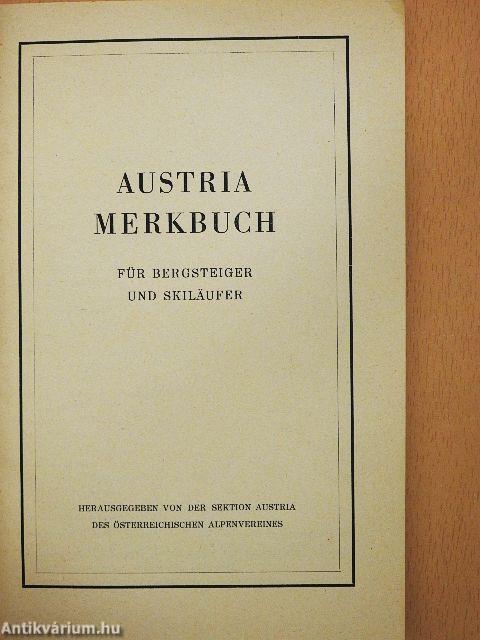 AUSTRIA
MERKBUCH
FÜR BERGSTEIGER
UND SKILÄUFER
HERAUSGEGEBEN VON DER SEKTION AUSTRIA
DES ÖSTERREICHISCHEN ALPENVEREINES
Antikvárium.hu